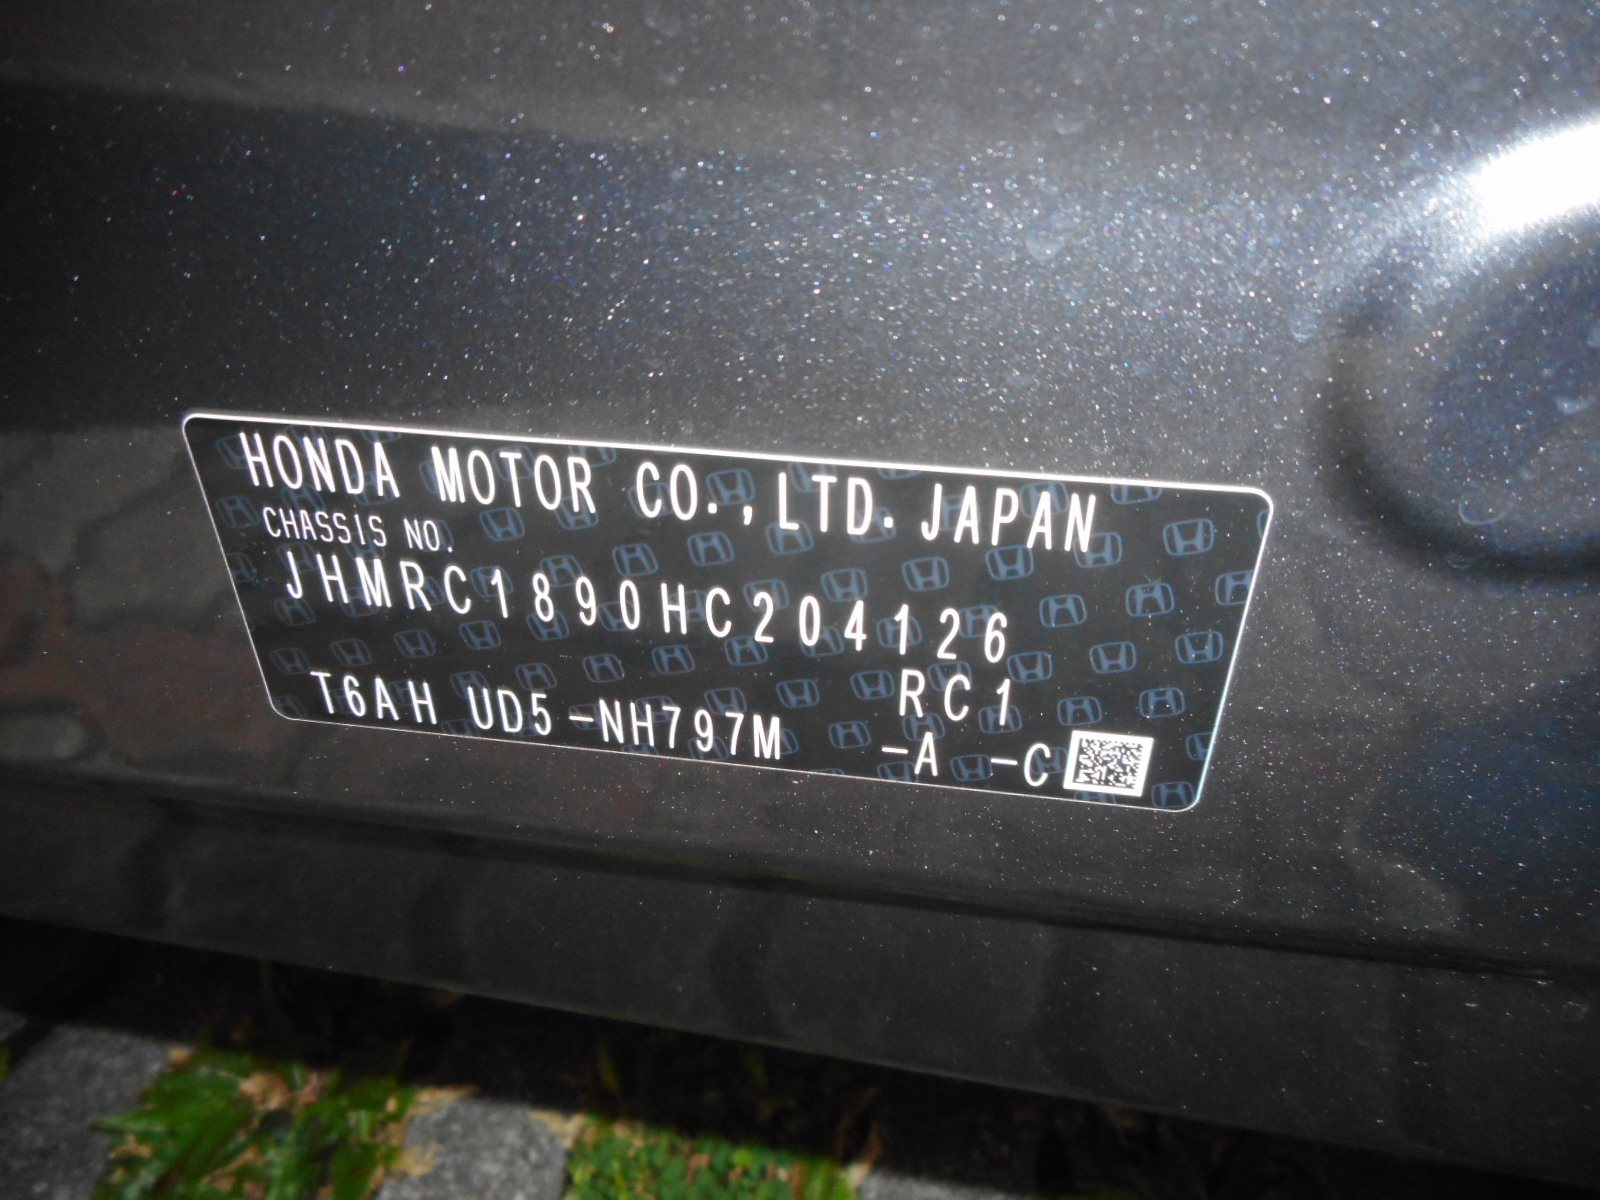 HONDA MOTOR CO., LTD. JAPAN
CHASSIS NO.
JHMRC1890HC204126
RC1
T6AH UD5-NH797M -A -C